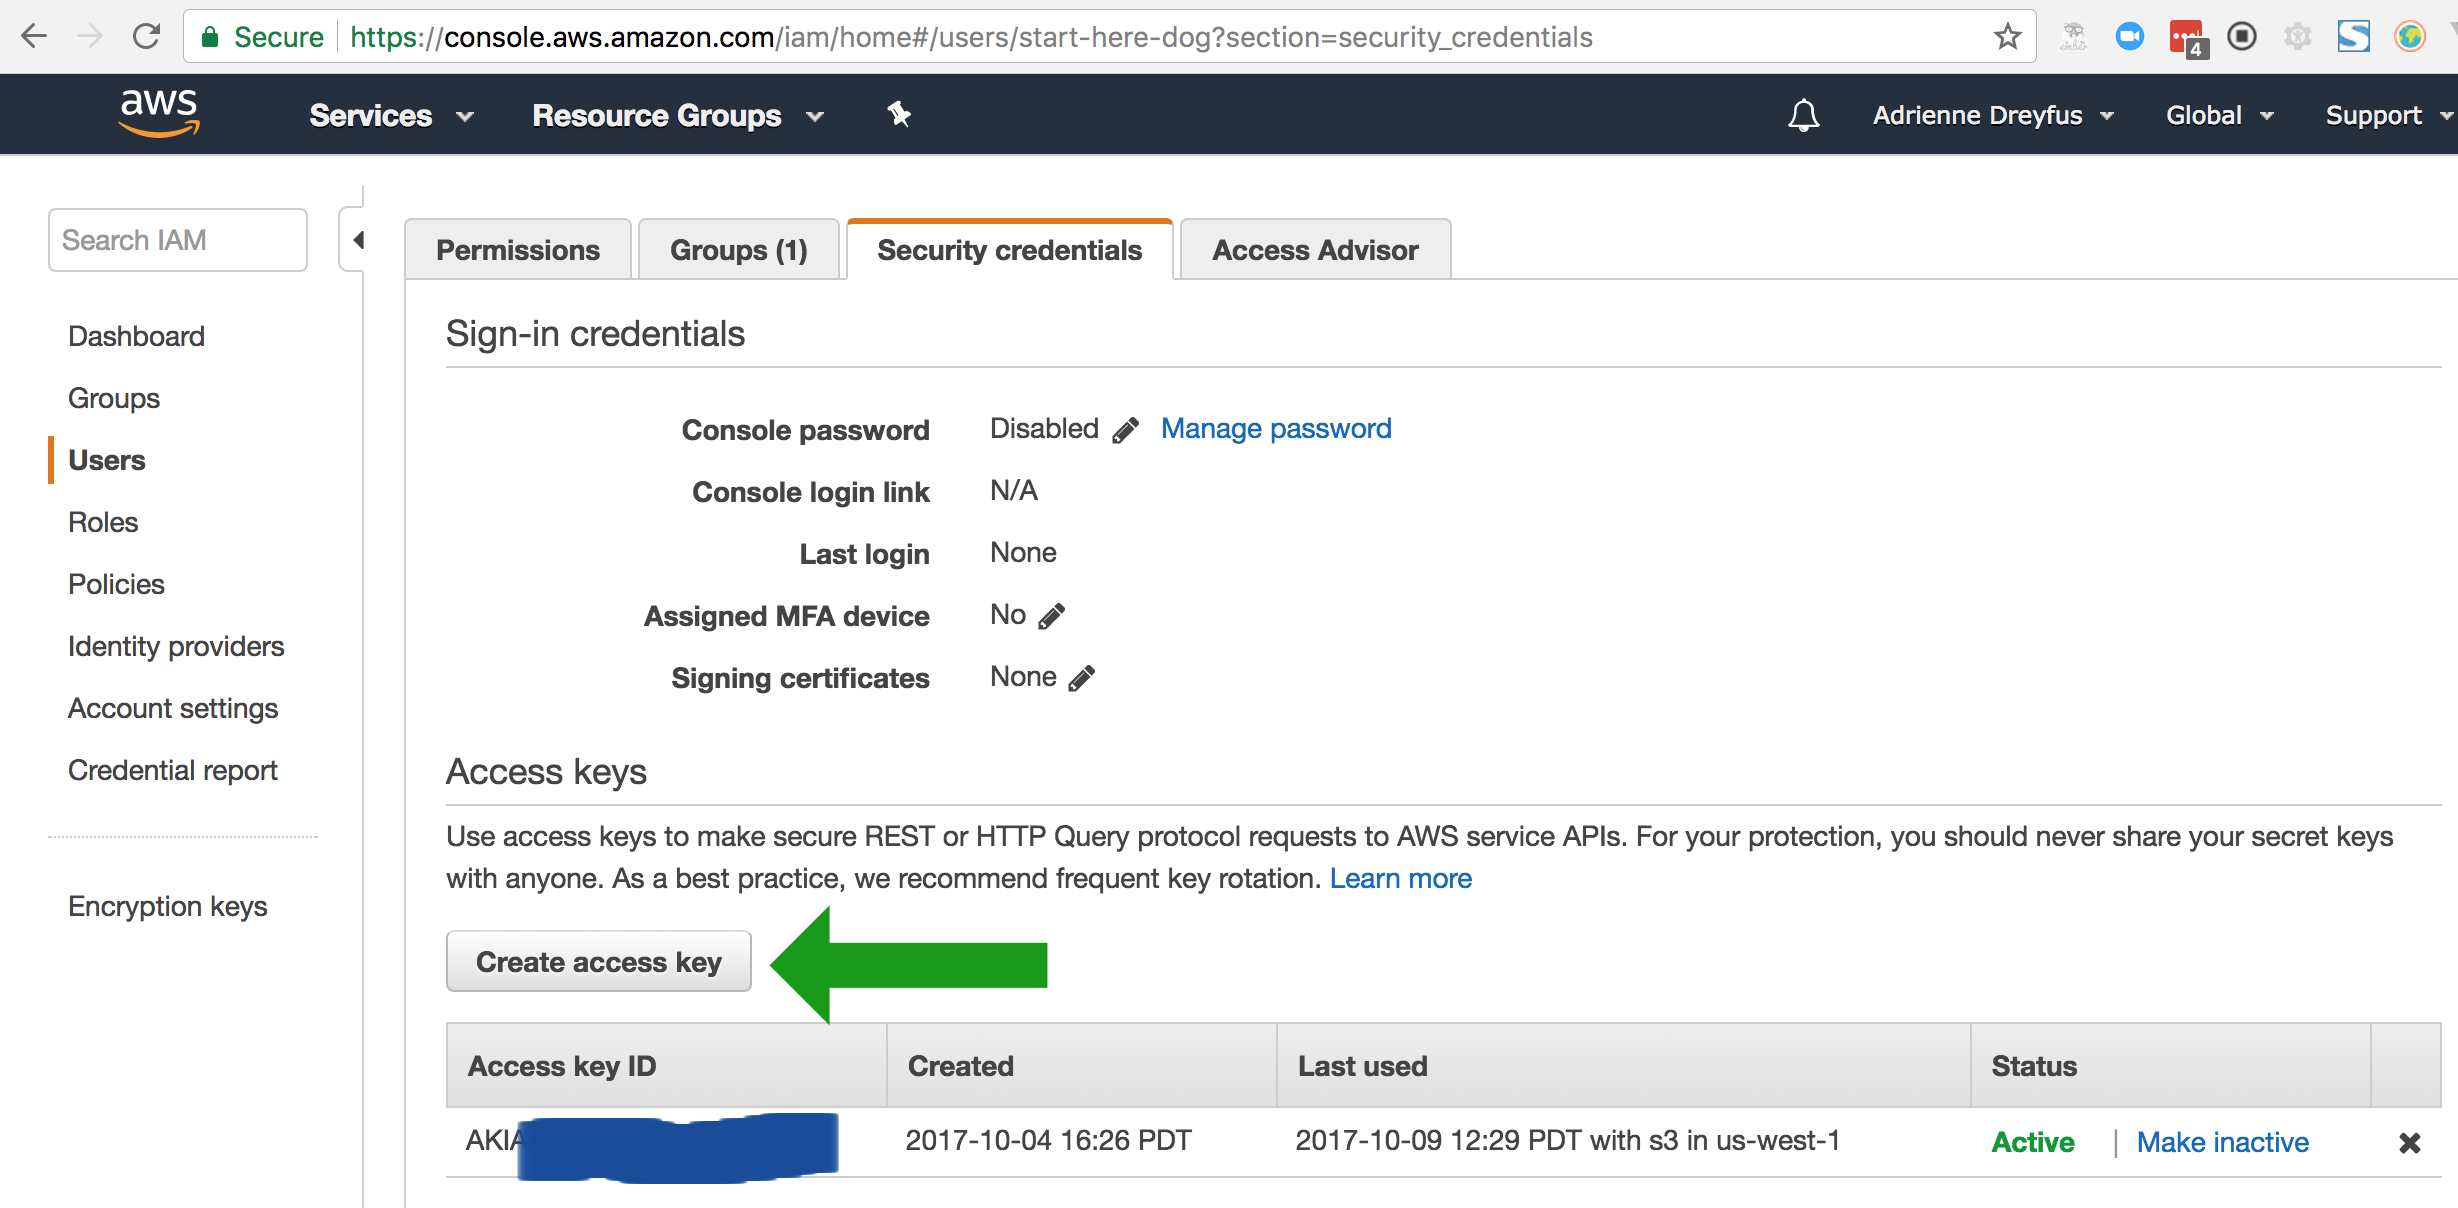 Secure https://console.aws.amazon.com/iam/home#/users/start-here-dog?section=security_credentials
4
aws Services Resource Groups Adrienne Dreyfus Global Support
Search IAM
Dashboard
Groups
Users
Roles
Policies
Identity providers
Account settings
Credential report
Encryption keys
Permissions Groups (1) Security credentials Access Advisor
Sign-in credentials
Console password Disabled Manage password
Console login link N/A
Last login None
Assigned MFA device No
Signing certificates None
Access keys
Use access keys to make secure REST or HTTP Query protocol requests to AWS service APIs. For your protection, you should never share your secret keys
with anyone. As a best practice, we recommend frequent key rotation. Learn more
Create access key
Access key ID Created Last used Status
AKIA 2017-10-04 16:26 PDT 2017-10-09 12:29 PDT with s3 in us-west-1 Active | Make inactive